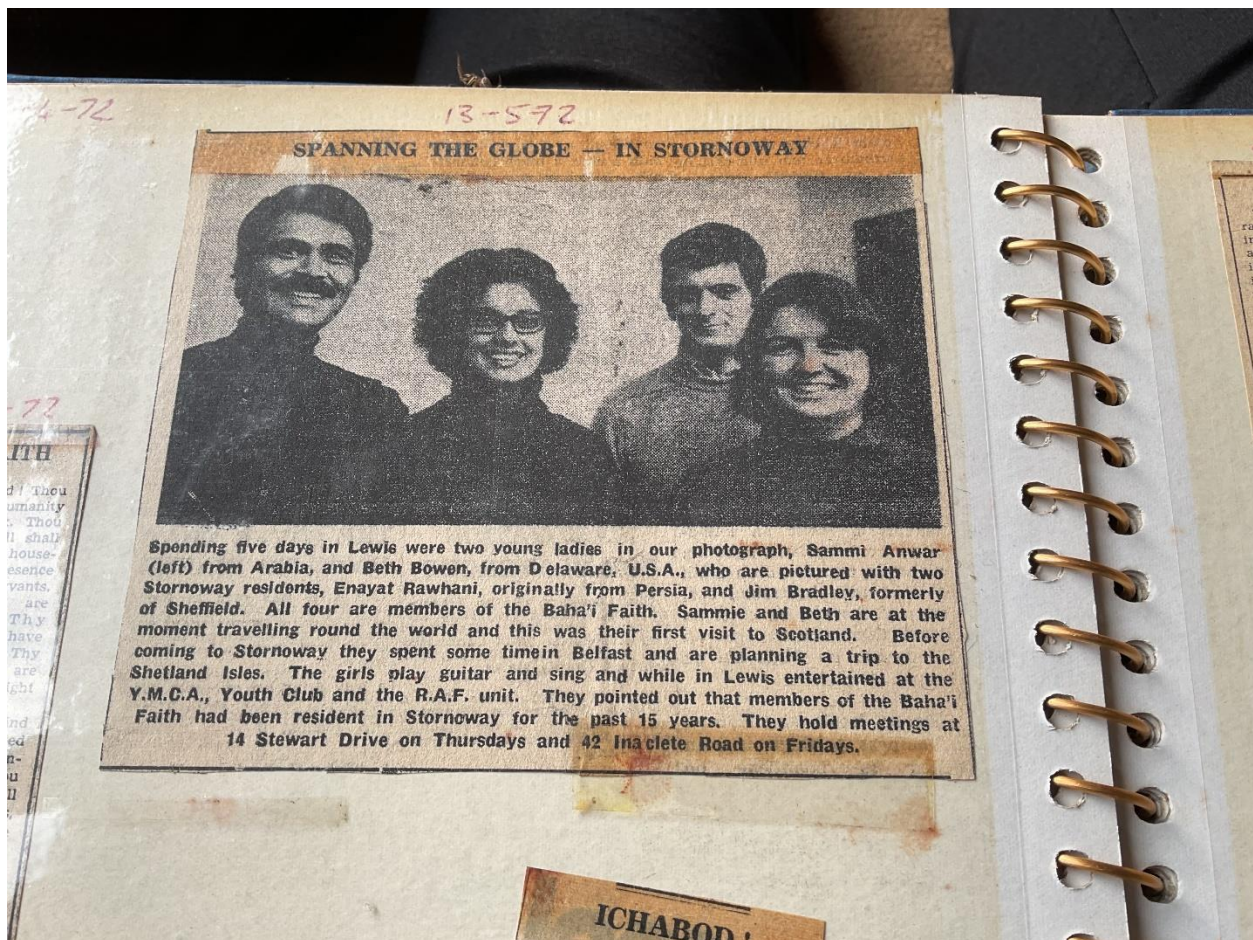 4-72
13-572
SPANNING THE GLOBE — IN STORNOWAY
Spending five days in Lewis were two young ladies in our photograph, Sammi Anwar
(left) from Arabia, and Beth Bowen, from Delaware, U.S.A., who are pictured with two
Stornoway residents, Enayat Rawhani, originally from Persia, and Jim Bradley, formerly
of Sheffield. All four are members of the Baha'i Faith. Sammie and Beth are at the
moment travelling round the world and this was their first visit to Scotland. Before
coming to Stornoway they spent some timein Belfast and are planning a trip to the
Shetland Isles. The girls play guitar and sing and while in Lewis entertained at the
Y.M.C.A., Youth Club and the R.A.F. unit. They pointed out that members of the Baha'i
Faith had been resident in Stornoway for the past 15 years. They hold meetings at
14 Stewart Drive on Thursdays and 42 Inaclete Road on Fridays.
-72
ITH
d! Thou
umanity
. Thou
ll shall
house-
esence
vants.
are
Thy
have
Thy
are
ight
ind
ed
n-
ou
ll
ICHABOD!
ra
it
a